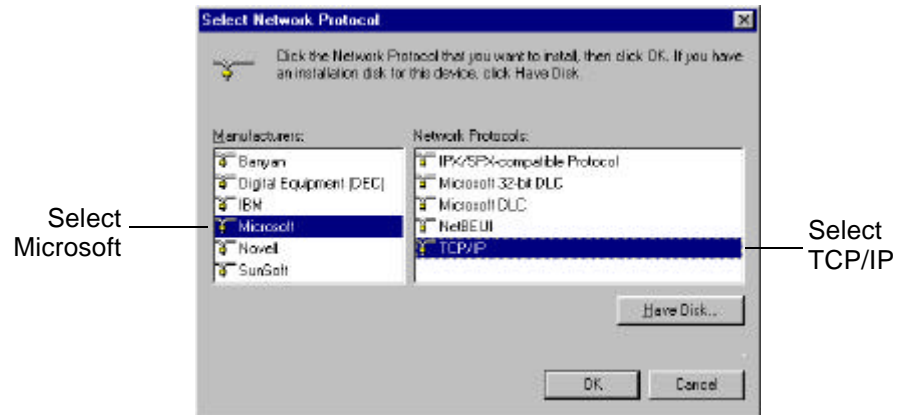 Select Network Protocol
Click the Network Protocol that you want to install, then click OK. If you have
an installation disk for this device, click Have Disk.
Manufacturers:
Banyan
Digital Equipment (DEC)
IBM
Microsoft
Novell
SunSoft
Network Protocols:
IPX/SPX-compatible Protocol
Microsoft 32-bit DLC
Microsoft DLC
NetBEUI
TCP/IP
Select
Microsoft
Select
TCP/IP
Have Disk...
OK
Cancel